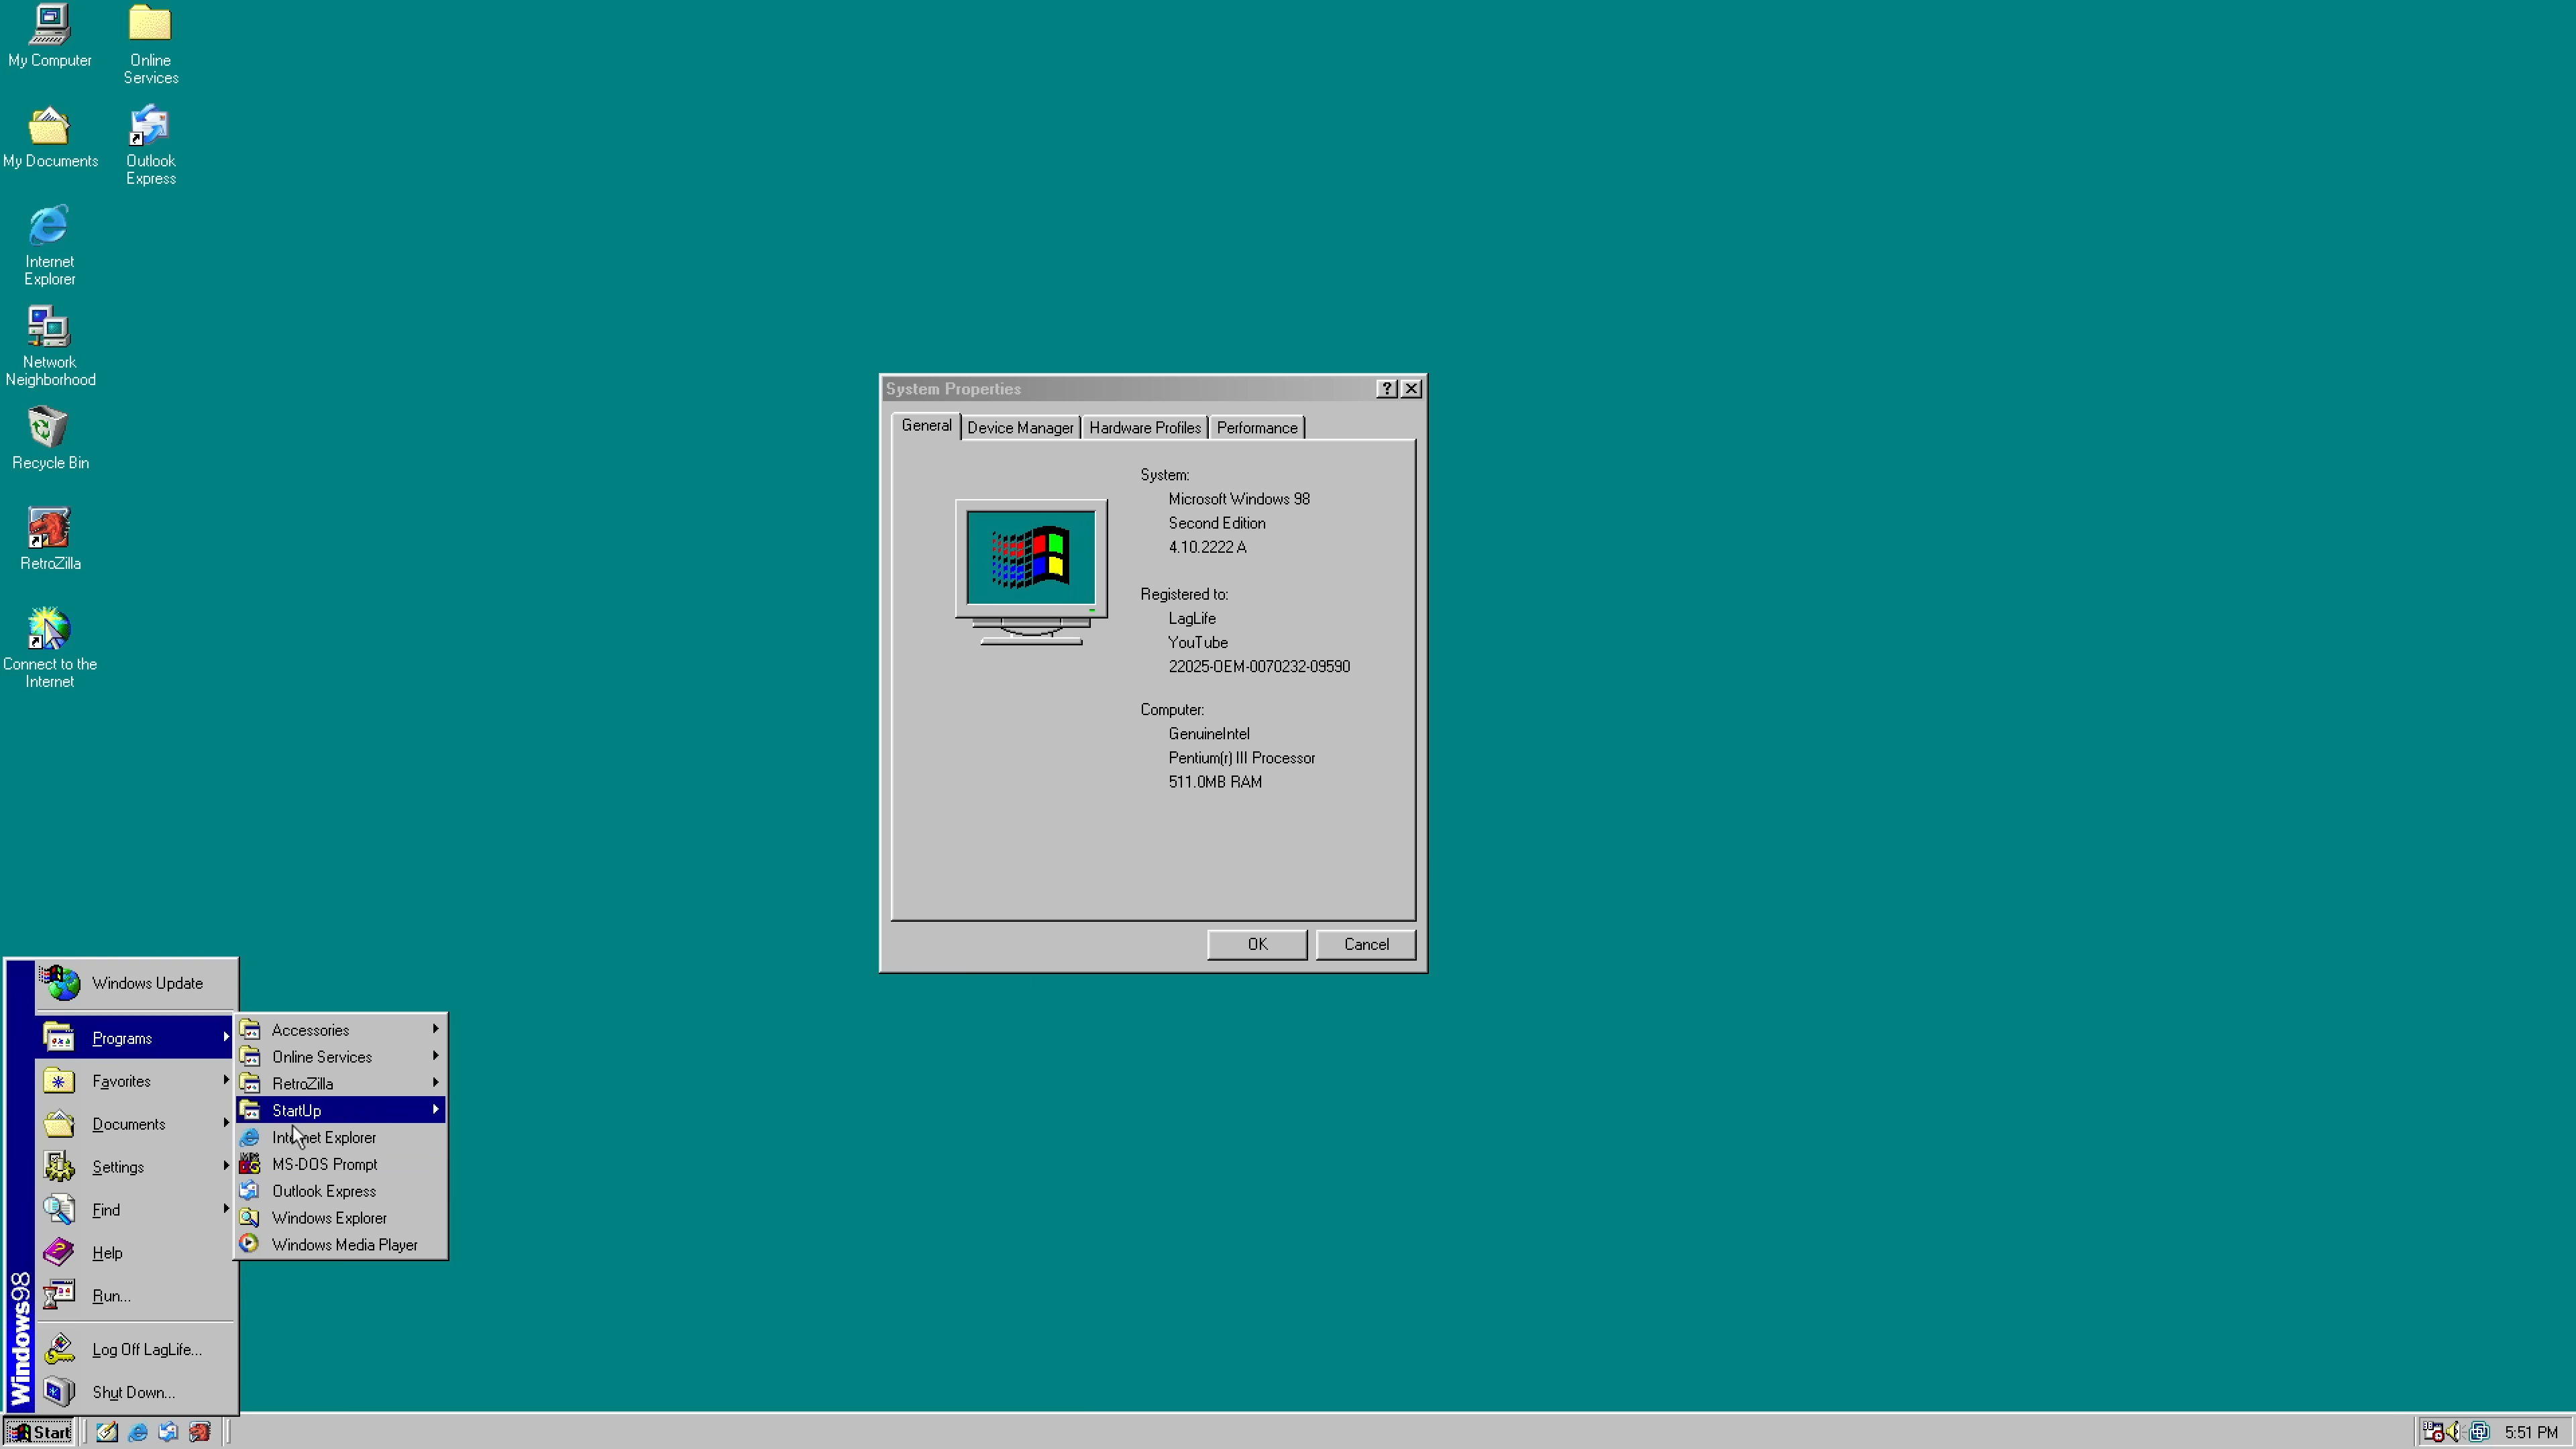 My Computer
Online
Services
My Documents
Outlook
Express
Internet
Explorer
Network
Neighborhood
Recycle Bin
RetroZilla
Connect to the
Internet
System Properties
General
Device Manager
Hardware Profiles
Performance
System:
Microsoft Windows 98
Second Edition
4.10.2222 A
Registered to:
LagLife
YouTube
22025-OEM-0070232-09590
Computer:
GenuineIntel
Pentium(r) III Processor
511.0MB RAM
OK
Cancel
Windows Update
Programs
Favorites
Documents
Settings
Find
Help
Run...
Log Off LagLife...
Shut Down...
Windows98
Accessories
Online Services
RetroZilla
StartUp
Internet Explorer
MS-DOS Prompt
Outlook Express
Windows Explorer
Windows Media Player
Start
5:51 PM